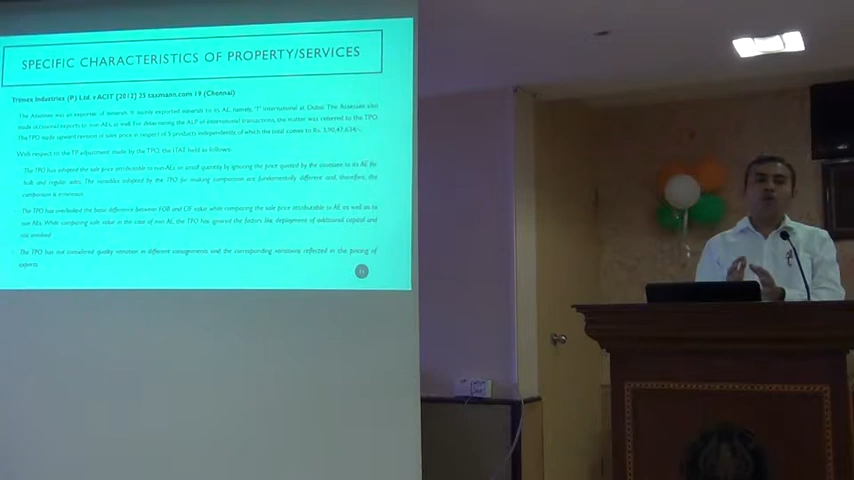 SPECIFIC CHARACTERISTICS OF PROPERTY/SERVICES
Trimex Industries (P.) Ltd. v ACIT [2012] 25 taxmann.com 19 (Chennai)
The Assessee was an exporter of minerals. It mainly exported minerals to its AE, namely, 'T' International at Dubai. The Assessee also
made occasional exports to non-AEs, as well. For determining the ALP of international transactions, the matter was referred to the TPO.
The TPO made upward revision of sales price in respect of 5 products independently, of which the total comes to Rs. 3,90,47,634/-.
With respect to the TP adjustment made by the TPO, the ITAT held as follows:
The TPO has adopted the sale price attributable to non-AEs on small quantity by ignoring the price quoted by the assessee to its AE for
bulk and regular sales. The variables adopted by the TPO for making comparison are fundamentally different and, therefore, the
comparison is erroneous.
The TPO has overlooked the basic difference between FOB and CIF value while comparing the sale price attributable to AE as well as to
non AEs. While comparing sale value in the case of non AE, the TPO has ignored the factors like deployment of additional capital and
risk involved
The TPO has not considered quality variation in different consignments and the corresponding variations reflected in the pricing of
exports.